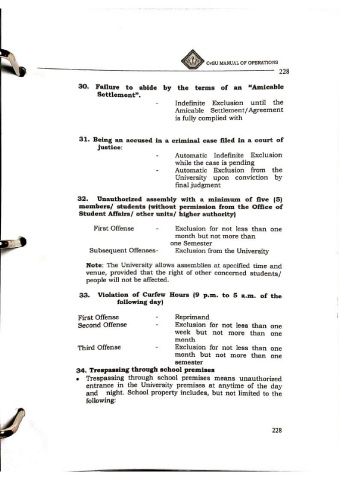 CvSU MANUAL OF OPERATIONS
228
30. Failure to abide by the terms of an "Amicable
Settlement".
- Indefinite Exclusion until the
Amicable Settlement/Agreement
is fully complied with
31. Being an accused in a criminal case filed in a court of
justice:
- Automatic Indefinite Exclusion
while the case is pending
- Automatic Exclusion from the
University upon conviction by
final judgment
32. Unauthorized assembly with a minimum of five (5)
members/ students (without permission from the Office of
Student Affairs/ other units/ higher authority)
First Offense - Exclusion for not less than one
month but not more than
one Semester
Subsequent Offenses- Exclusion from the University
Note: The University allows assemblies at specified time and
venue, provided that the right of other concerned students/
people will not be affected.
33. Violation of Curfew Hours (9 p.m. to 5 a.m. of the
following day)
First Offense - Reprimand
Second Offense - Exclusion for not less than one
week but not more than one
month
Third Offense - Exclusion for not less than one
month but not more than one
semester
34. Trespassing through school premises
• Trespassing through school premises means unauthorized
entrance in the University premises at anytime of the day
and night. School property includes, but not limited to the
following:
228